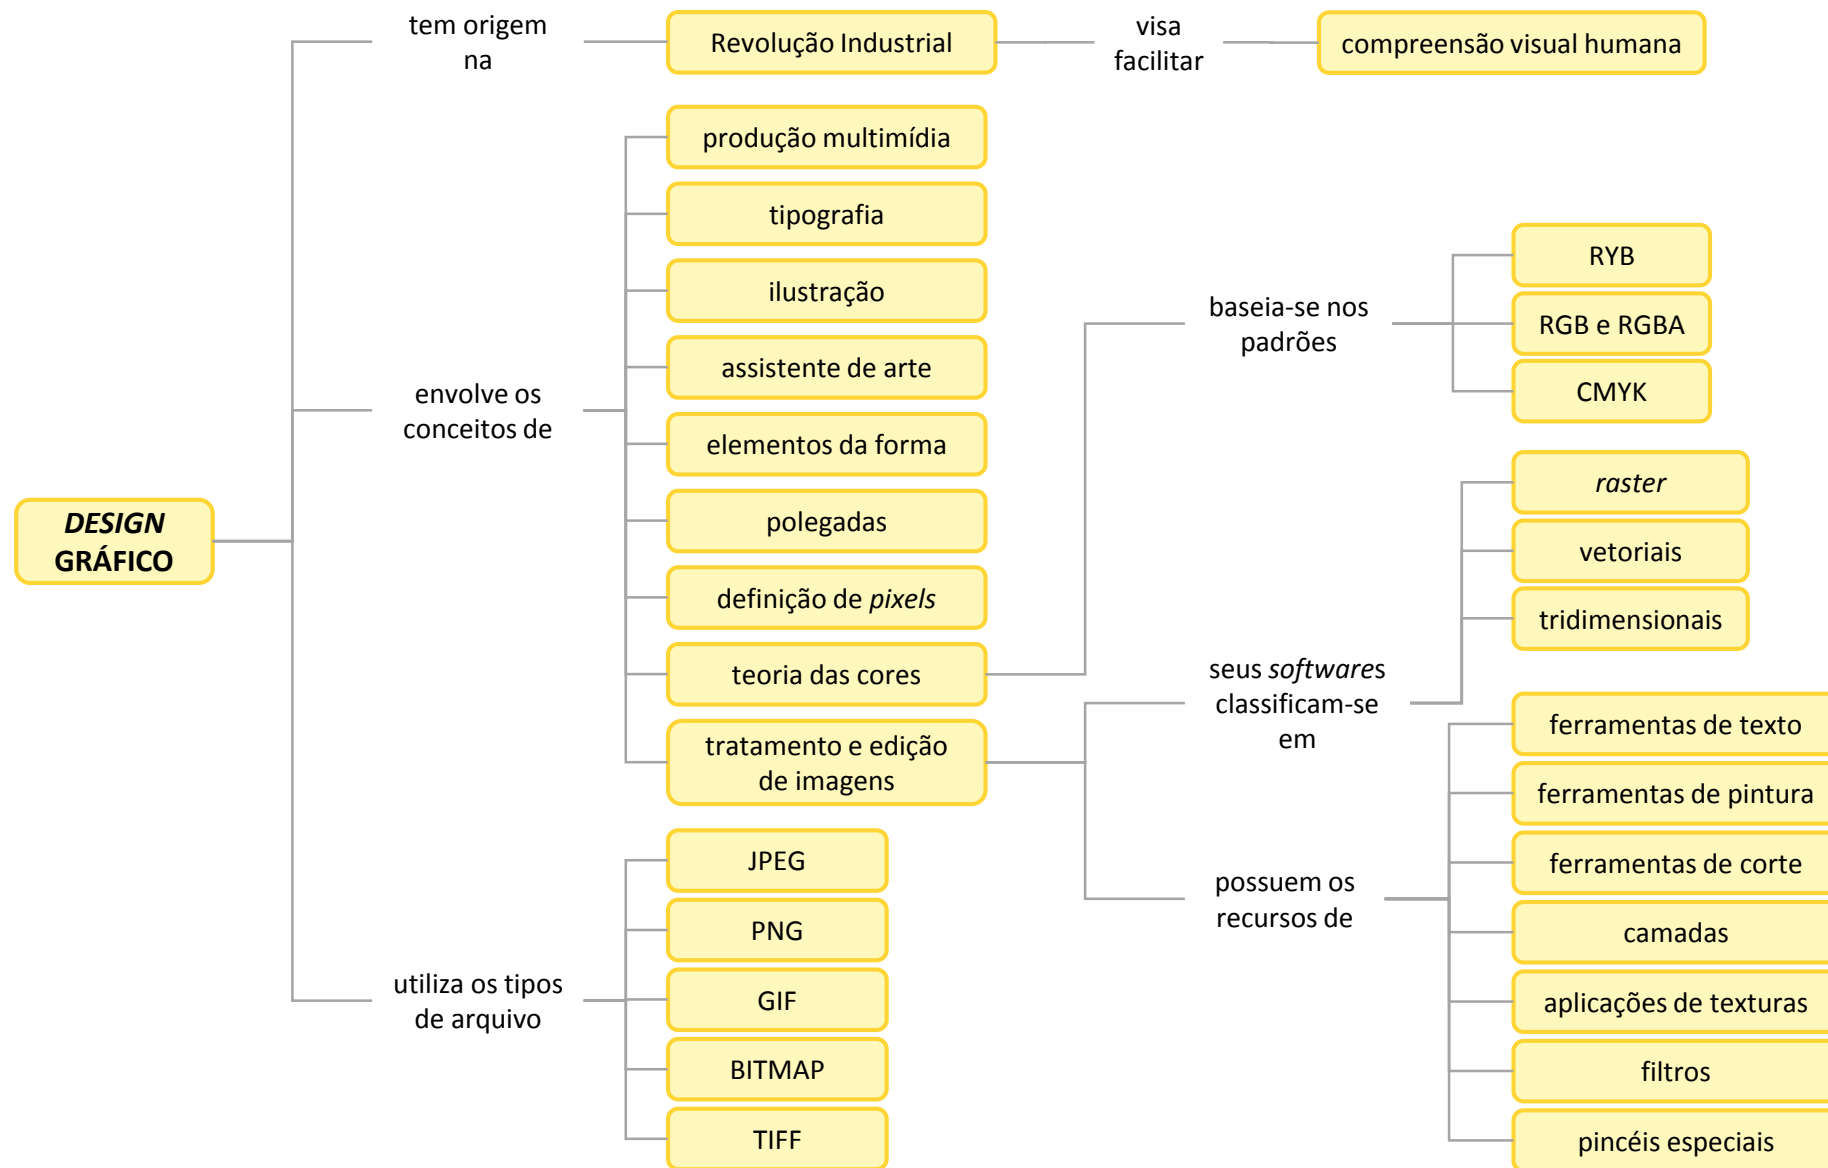 DESIGN
GRÁFICO
tem origem
na
Revolução Industrial
visa
facilitar
compreensão visual humana
envolve os
conceitos de
produção multimídia
tipografia
ilustração
assistente de arte
elementos da forma
polegadas
definição de pixels
teoria das cores
baseia-se nos
padrões
RYB
RGB e RGBA
CMYK
tratamento e edição
de imagens
seus softwares
classificam-se
em
raster
vetoriais
tridimensionais
possuem os
recursos de
ferramentas de texto
ferramentas de pintura
ferramentas de corte
camadas
aplicações de texturas
filtros
pincéis especiais
utiliza os tipos
de arquivo
JPEG
PNG
GIF
BITMAP
TIFF